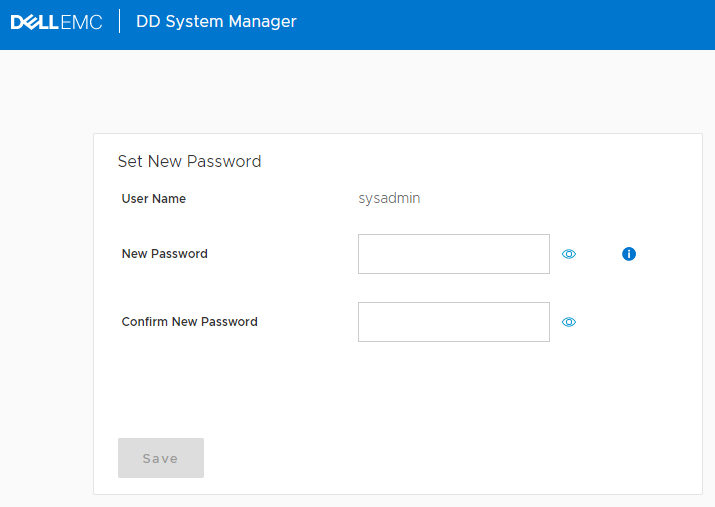 DELLEMC DD System Manager
Set New Password
User Name sysadmin
New Password
Confirm New Password
Save